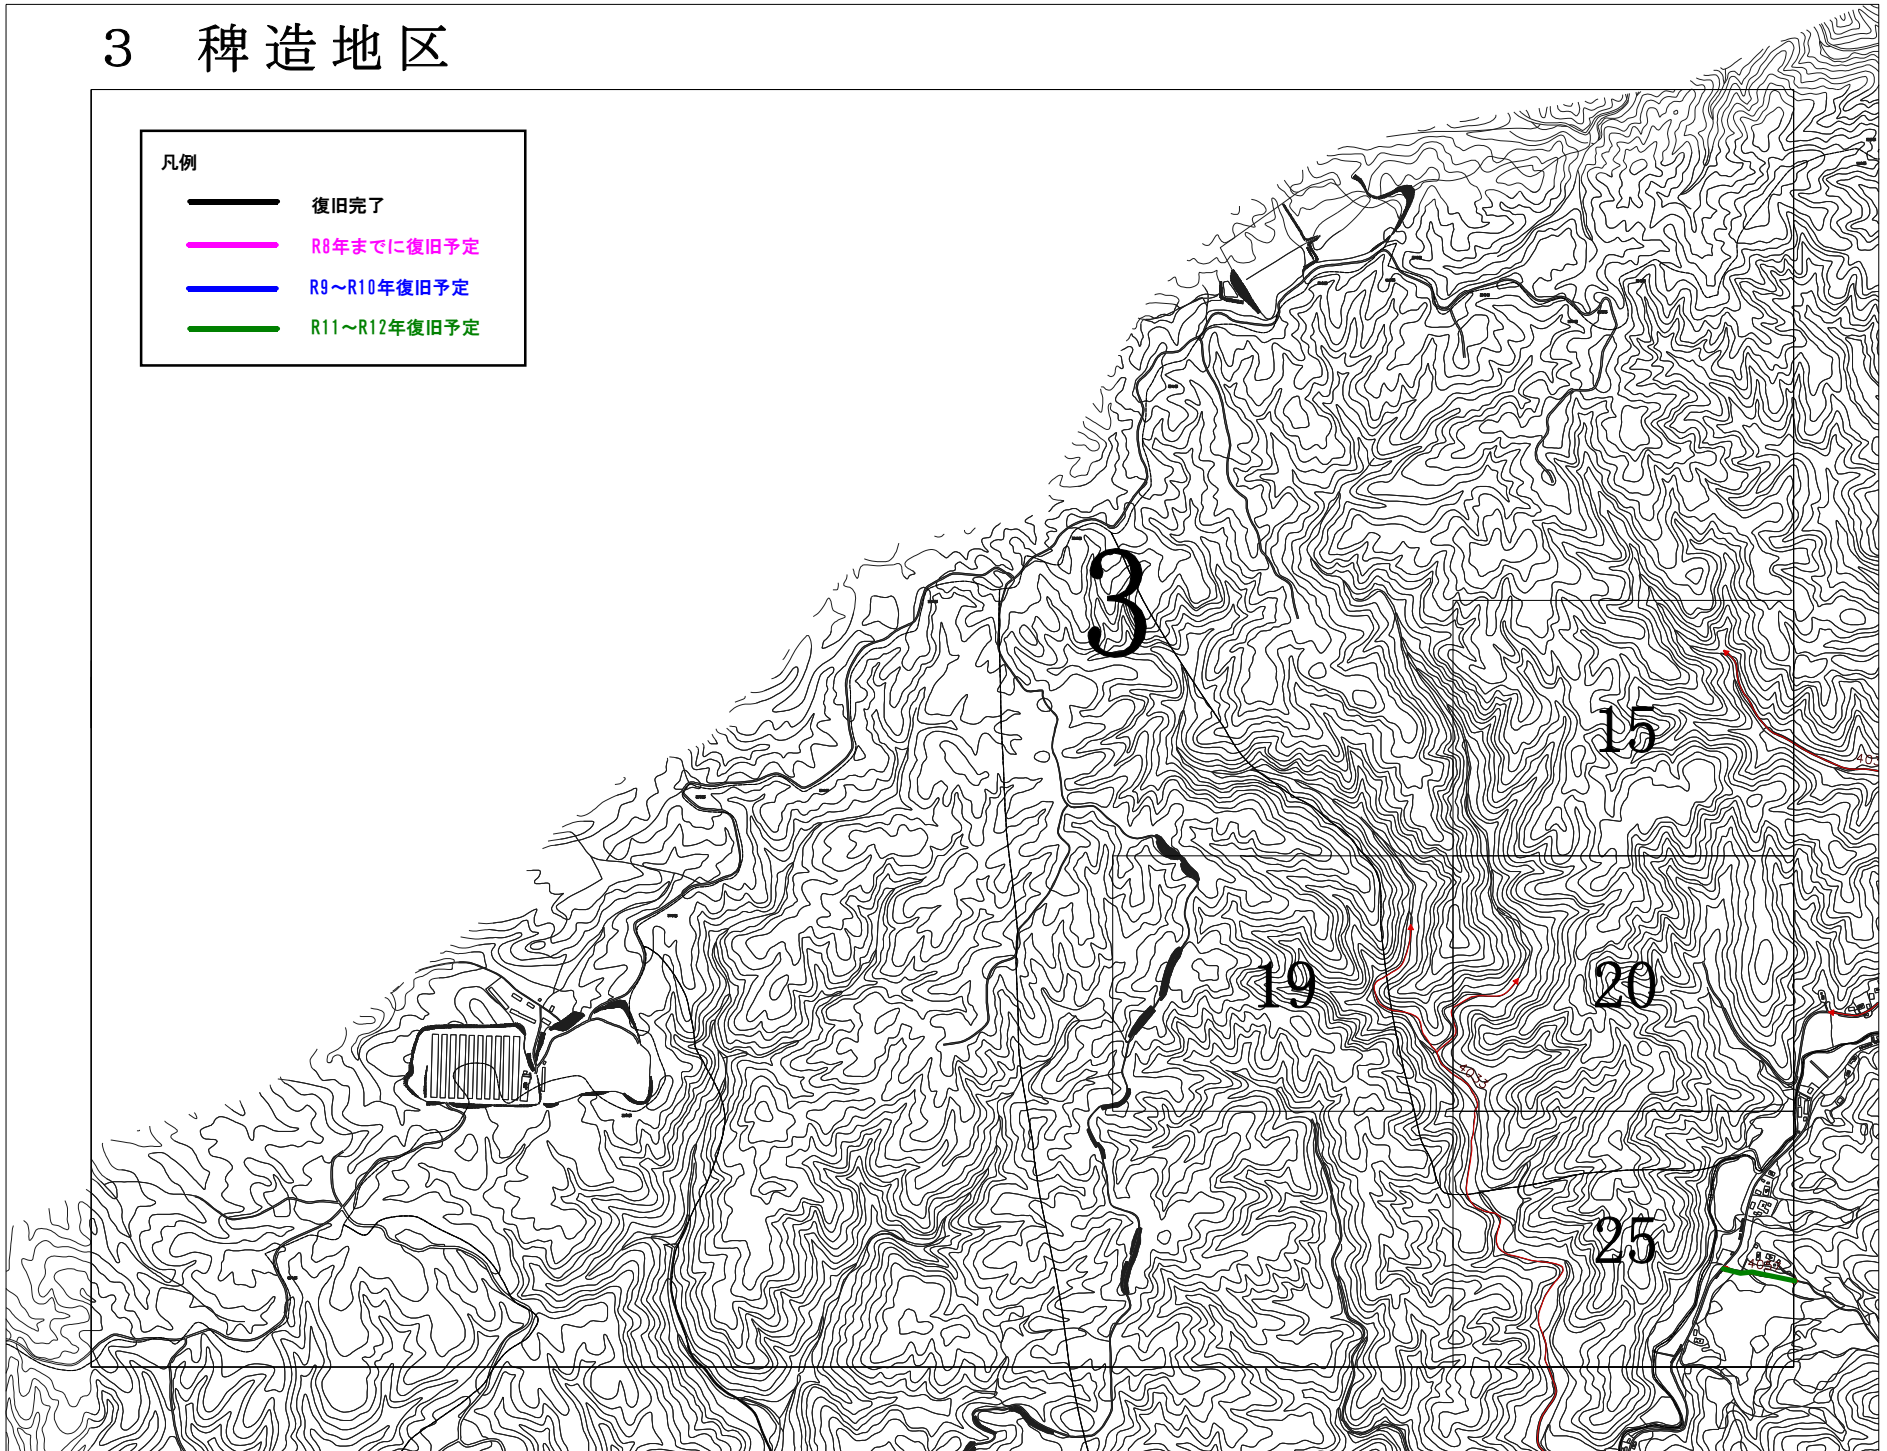 3 稗造地区
凡例
復旧完了
R8年までに復旧予定
R9～R10年復旧予定
R11～R12年復旧予定
3
15
19
20
4033
25